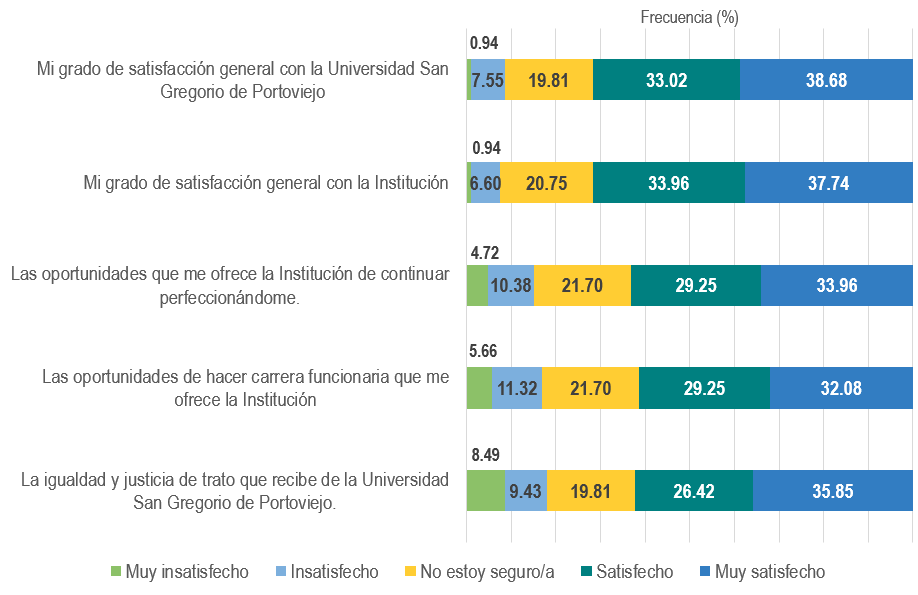 Frecuencia (%)
0.94
Mi grado de satisfacción general con la Universidad San
Gregorio de Portoviejo
7.55 19.81 33.02 38.68
0.94
Mi grado de satisfacción general con la Institución
6.60 20.75 33.96 37.74
4.72
Las oportunidades que me ofrece la Institución de continuar
perfeccionándome.
10.38 21.70 29.25 33.96
5.66
Las oportunidades de hacer carrera funcionaria que me
ofrece la Institución
11.32 21.70 29.25 32.08
8.49
La igualdad y justicia de trato que recibe de la Universidad
San Gregorio de Portoviejo.
9.43 19.81 26.42 35.85
Muy insatisfecho Insatisfecho No estoy seguro/a Satisfecho Muy satisfecho